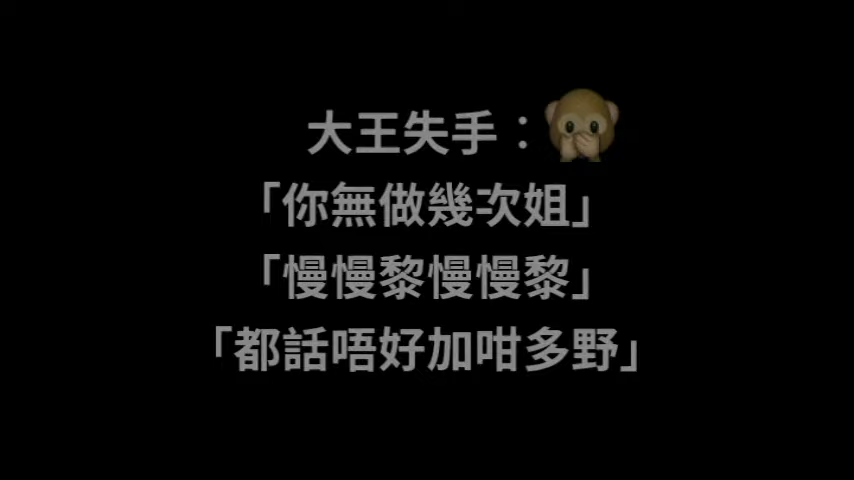 大王失手：🙊
「你無做幾次姐」
「慢慢黎慢慢黎」
「都話唔好加咁多野」